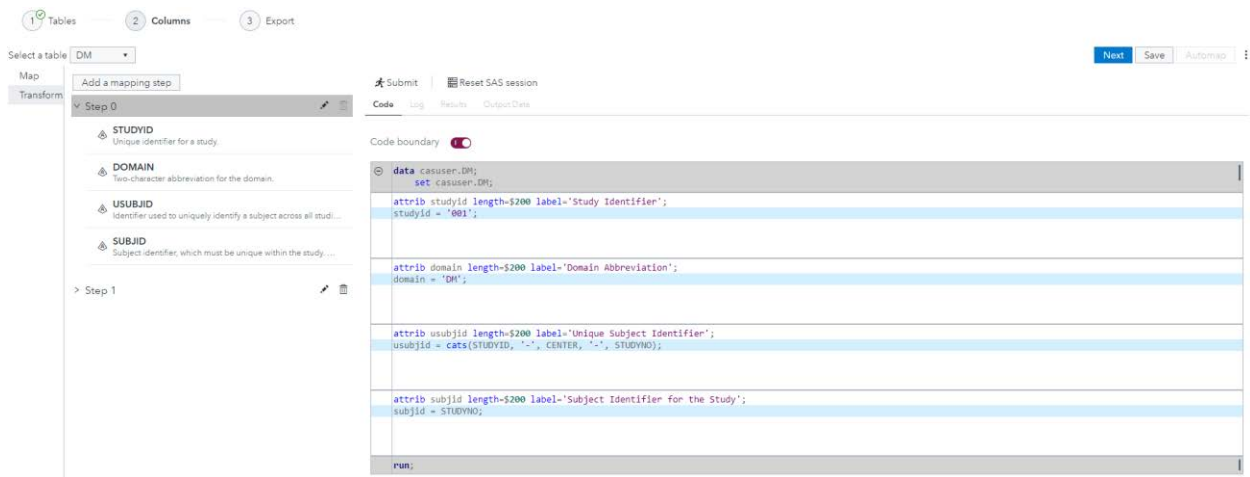 1 Tables 2 Columns 3 Export
Select a table DM
Next Save Automap
Map
Transform
Add a mapping step
Step 0
STUDYID
Unique identifier for a study.
DOMAIN
Two-character abbreviation for the domain.
USUBJID
Identifier used to uniquely identify a subject across all studi...
SUBJID
Subject identifier, which must be unique within the study....
Step 1
Submit Reset SAS session
Code Log Results Output Data
Code boundary
data casuser.DM;
set casuser.DM;
attrib studyid length=$200 label='Study Identifier';
studyid = '001';
attrib domain length=$200 label='Domain Abbreviation';
domain = 'DM';
attrib usubjid length=$200 label='Unique Subject Identifier';
usubjid = cats(STUDYID, '-', CENTER, '-', STUDYNO);
attrib subjid length=$200 label='Subject Identifier for the Study';
subjid = STUDYNO;
run;